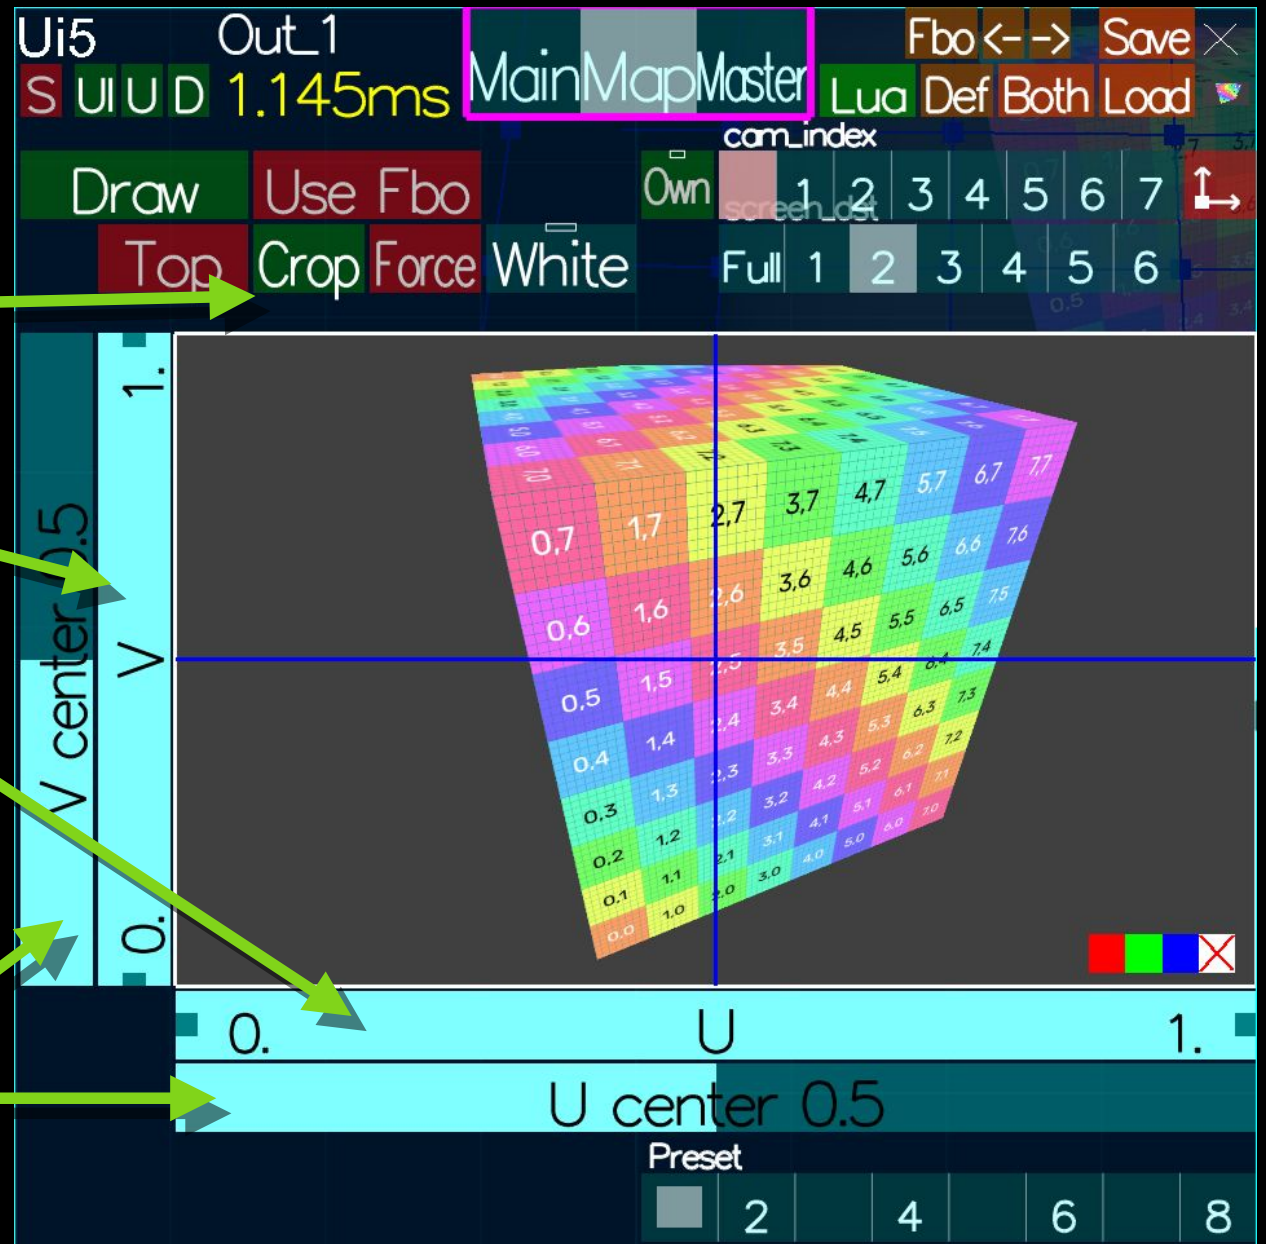 Ui5 Out_1 Main Map Master Fbo <- -> Save
S UI U D 1.145ms Lua Def Both Load
cam_index
Draw Use Fbo Own 1 2 3 4 5 6 7
screen_dst
Top Crop Force White Full 1 2 3 4 5 6
1. V 0.
V center 0.5
0,7 1,7 2,7 3,7 4,7 5,7 6,7 7,7
0,6 1,6 2,6 3,6 4,6 5,6 6,6 7,6
0,5 1,5 2,5 3,5 4,5 5,5 6,5 7,5
0,4 1,4 2,4 3,4 4,4 5,4 6,4 7,4
0,3 1,3 2,3 3,3 4,3 5,3 6,3 7,3
0,2 1,2 2,2 3,2 4,2 5,2 6,2 7,2
0,1 1,1 2,1 3,1 4,1 5,1 6,1 7,1
0,0 1,0 2,0 3,0 4,0 5,0 6,0 7,0
0. U 1.
U center 0.5
Preset
2 4 6 8